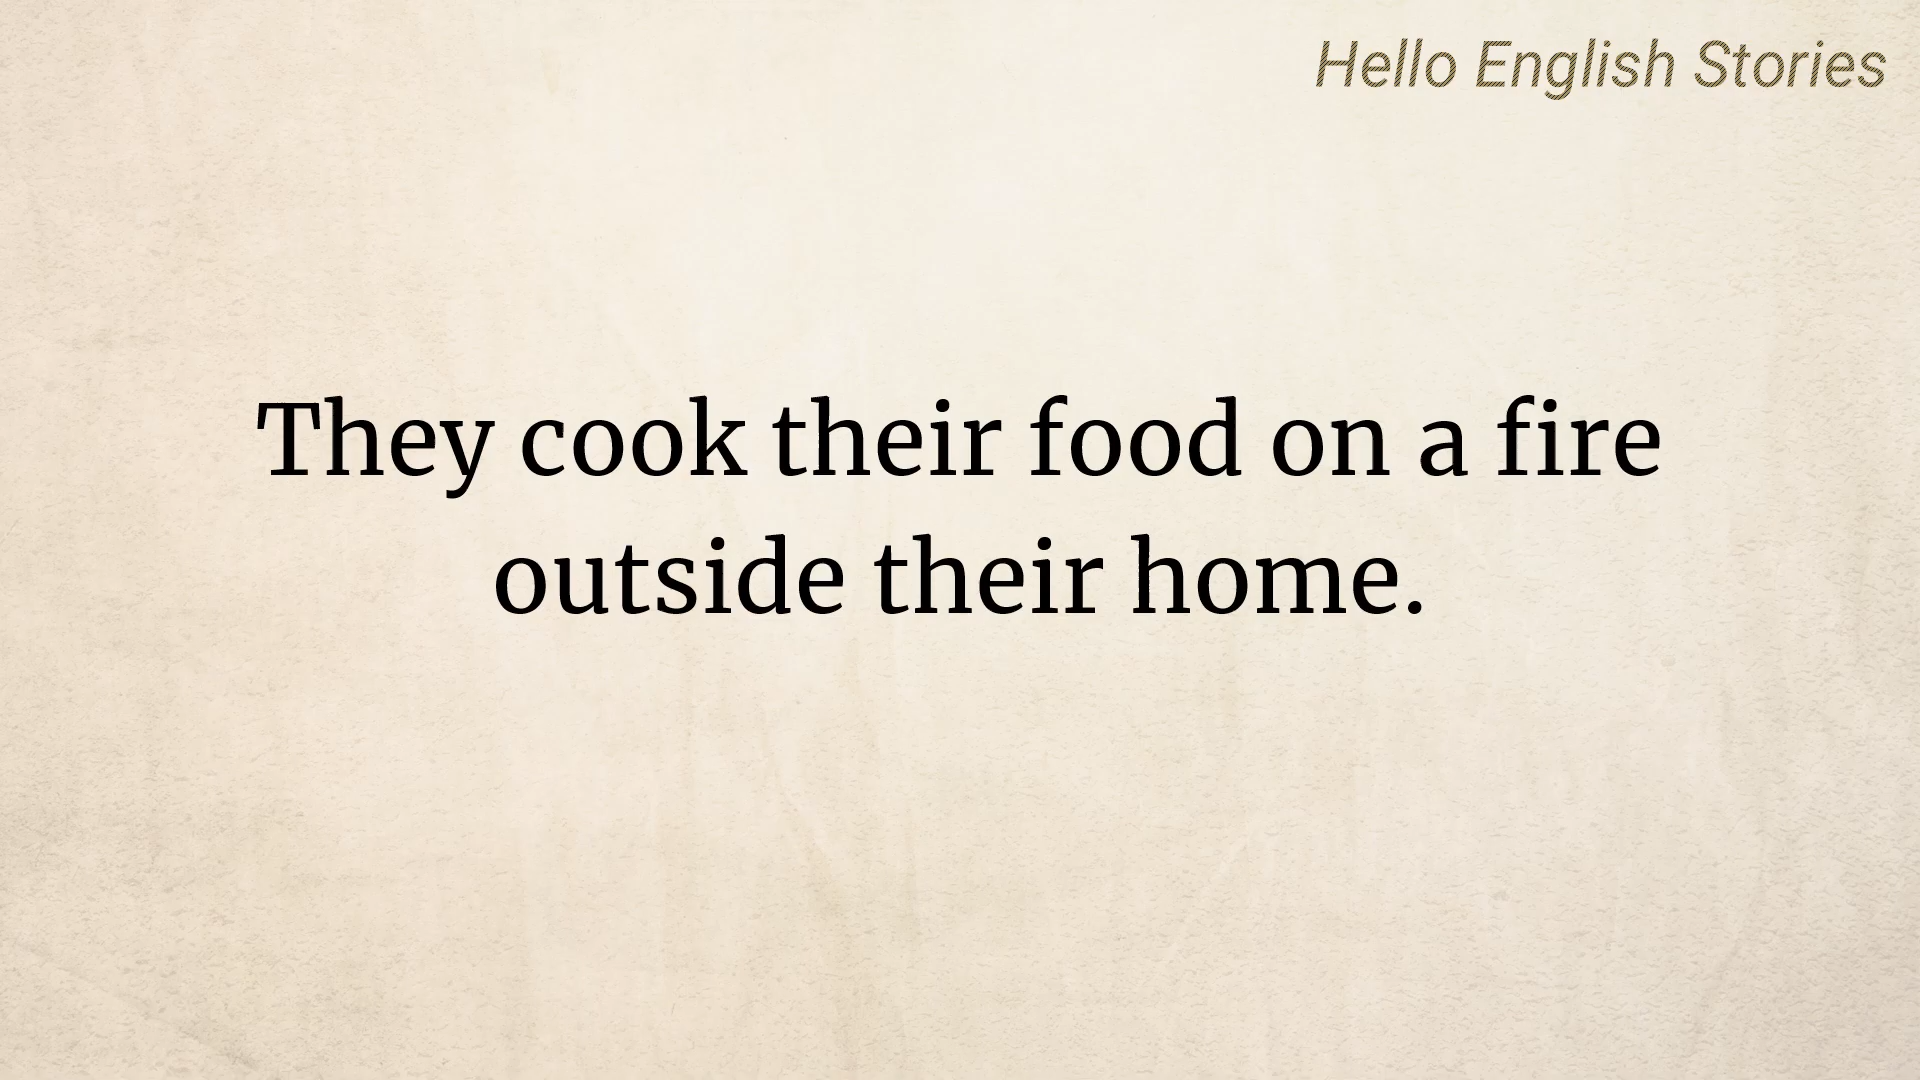 Hello English Stories
They cook their food on a fire
outside their home.